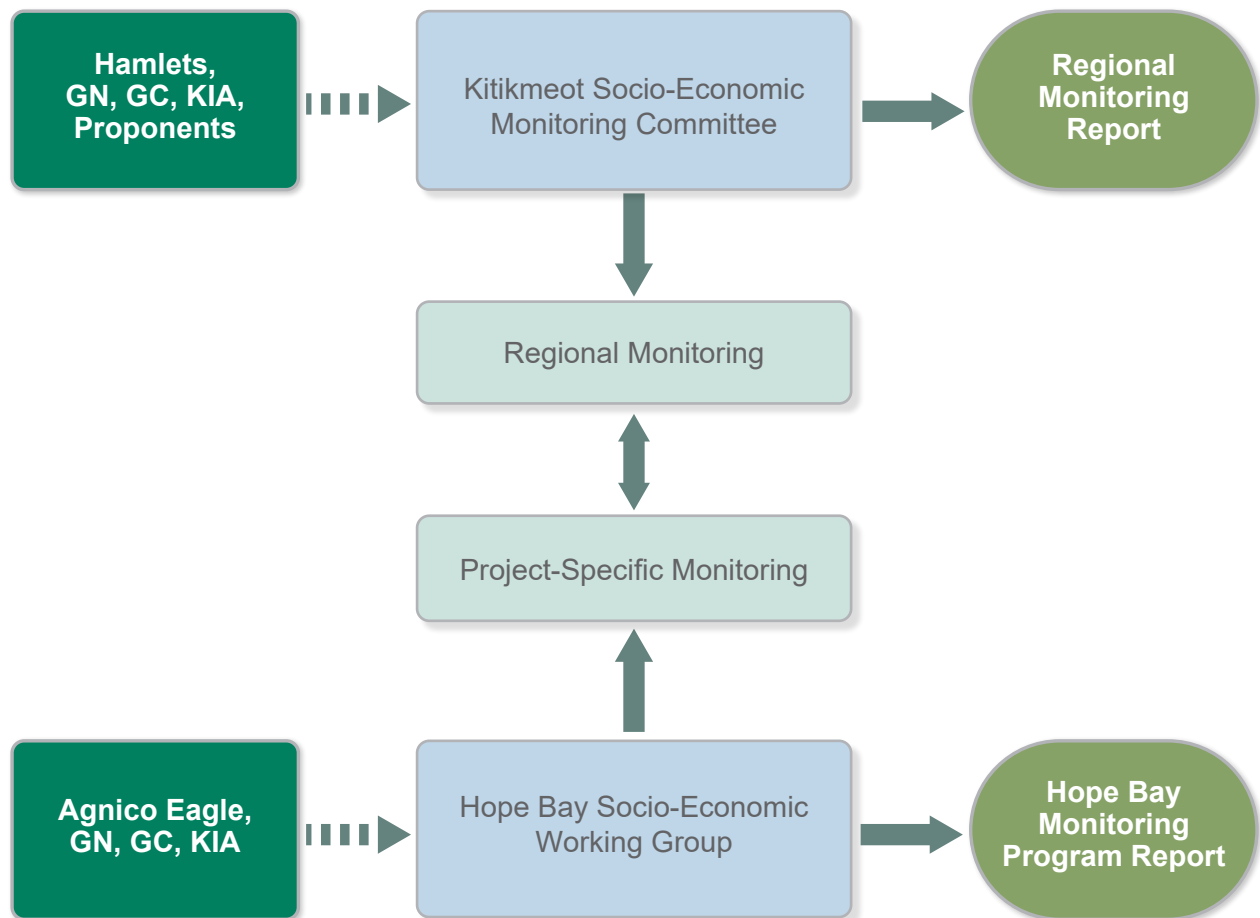 Hamlets,
GN, GC, KIA,
Proponents
Kitikmeot Socio-Economic
Monitoring Committee
Regional
Monitoring
Report
Regional Monitoring
Project-Specific Monitoring
Agnico Eagle,
GN, GC, KIA
Hope Bay Socio-Economic
Working Group
Hope Bay
Monitoring
Program Report